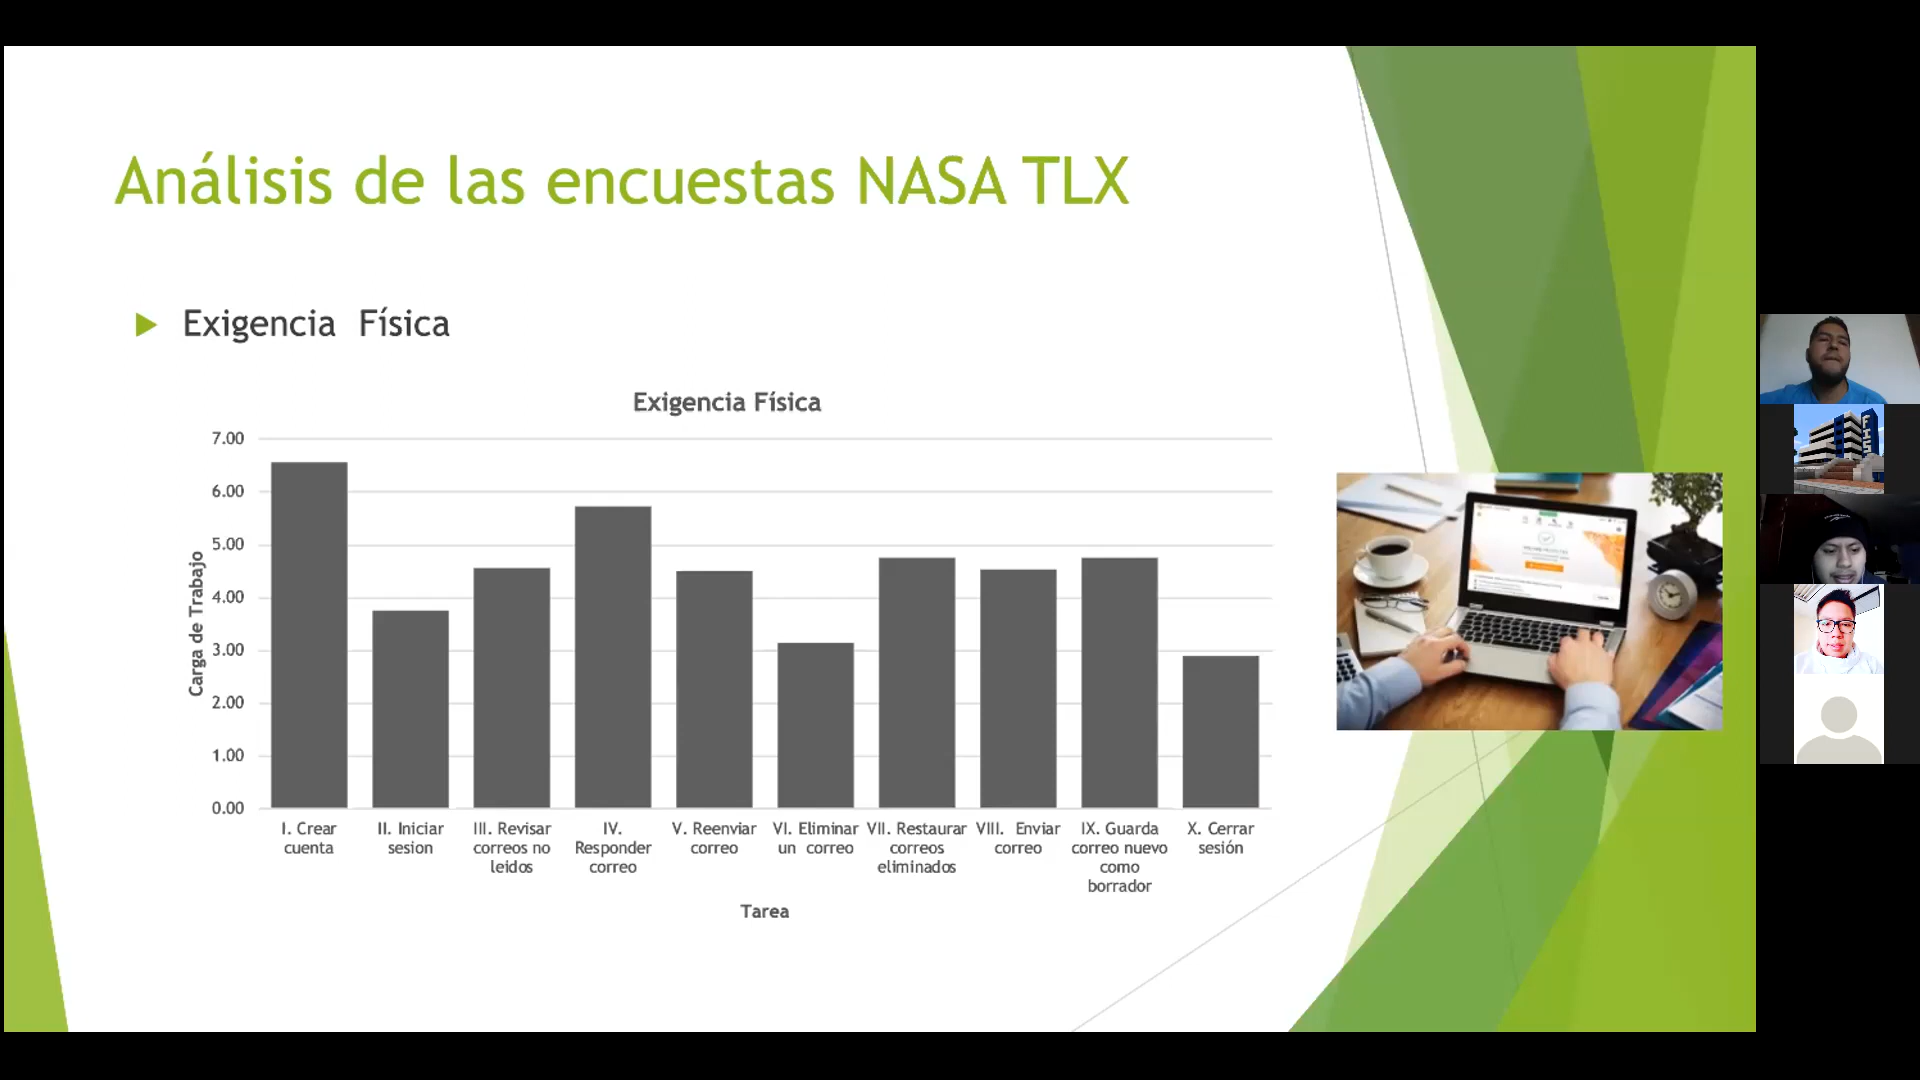 Análisis de las encuestas NASA TLX
Exigencia Física
Exigencia Física
7.00
6.00
5.00
4.00
3.00
2.00
1.00
0.00
Carga de Trabajo
I. Crear
cuenta
II. Iniciar
sesion
III. Revisar
correos no
leidos
IV.
Responder
correo
V. Reenviar
correo
VI. Eliminar
un correo
VII. Restaurar
correos
eliminados
VIII. Enviar
correo
IX. Guarda
correo nuevo
como
borrador
X. Cerrar
sesión
Tarea